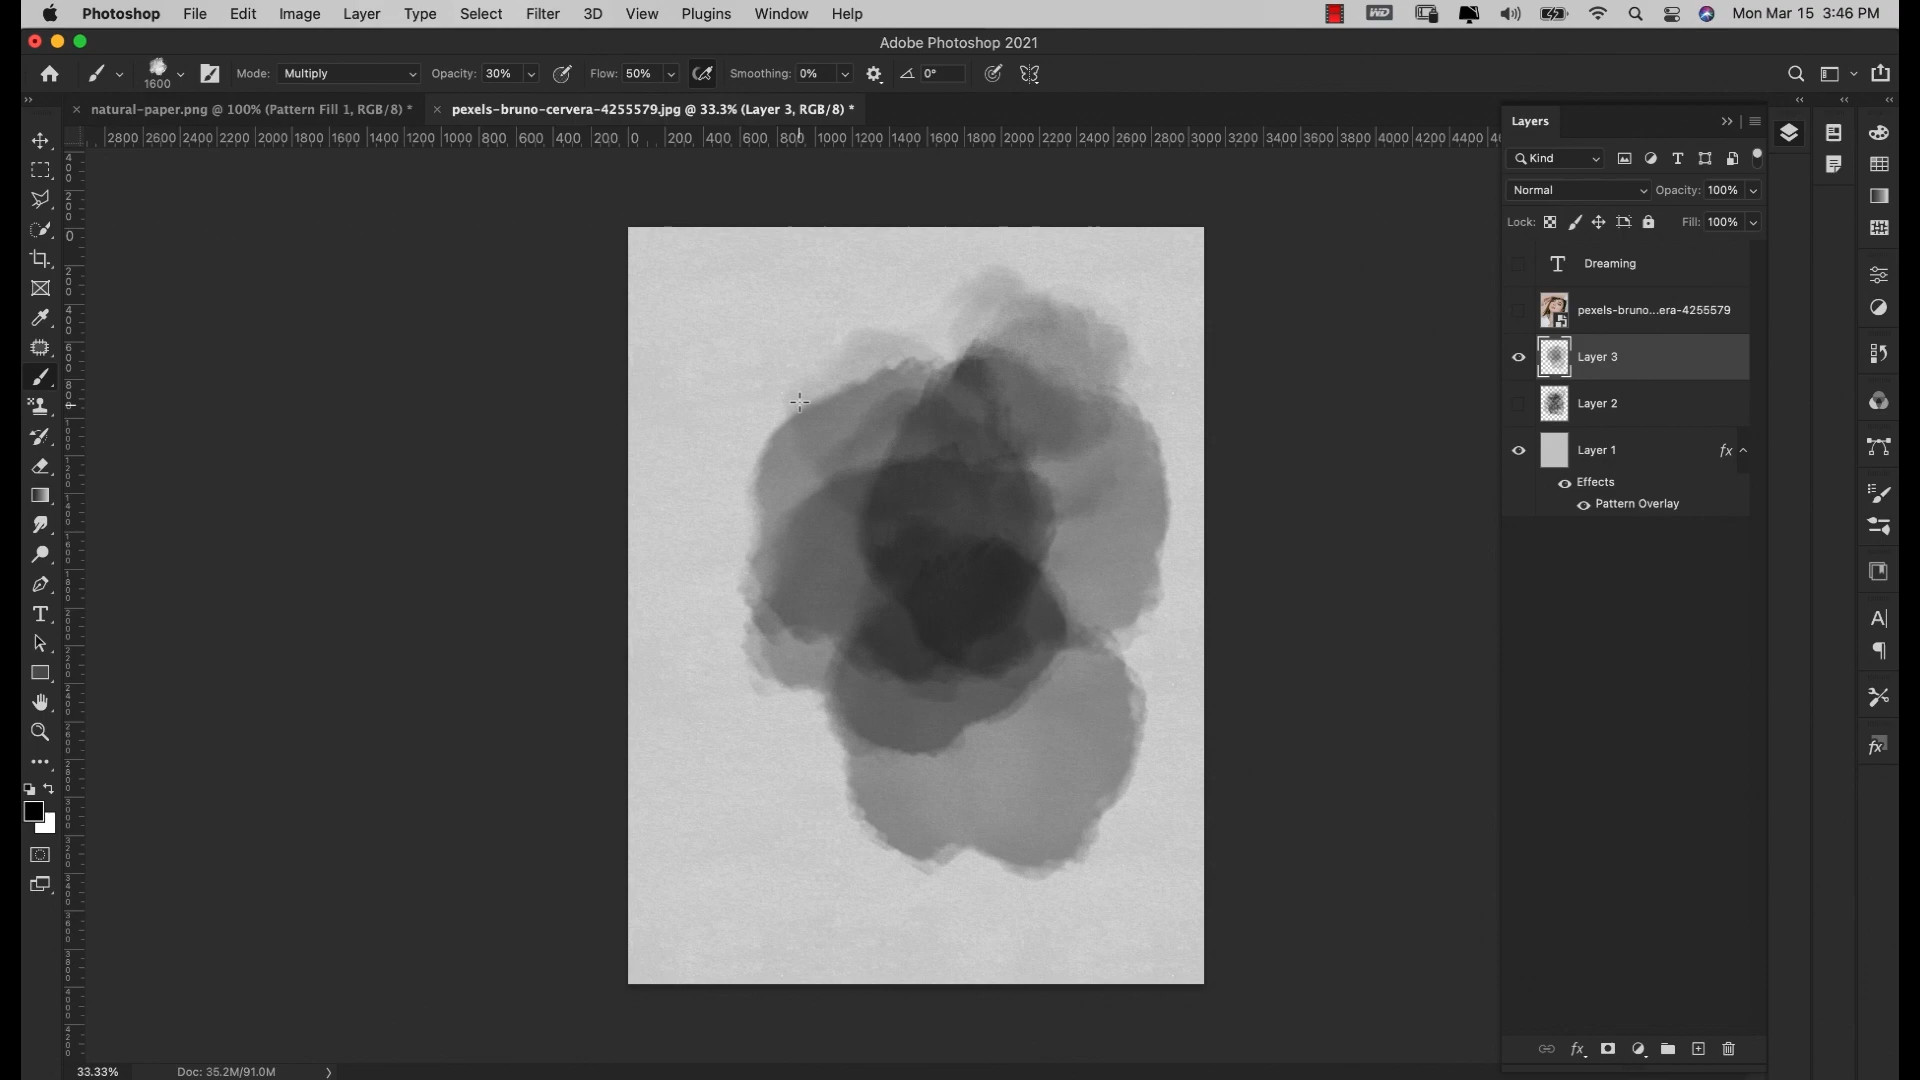 Photoshop File Edit Image Layer Type Select Filter 3D View Plugins Window Help Mon Mar 15 3:46 PM
Adobe Photoshop 2021
1600 Mode: Multiply Opacity: 30% Flow: 50% Smoothing: 0% 0°
natural-paper.png @ 100% (Pattern Fill 1, RGB/8) * pexels-bruno-cervera-4255579.jpg @ 33.3% (Layer 3, RGB/8) *
2800 2600 2400 2200 2000 1800 1600 1400 1200 1000 800 600 400 200 0 200 400 600 800 1000 1200 1400 1600 1800 2000 2200 2400 2600 2800 3000 3200 3400 3600 3800 4000 4200 4400
Layers
Kind
Normal Opacity: 100%
Lock: Fill: 100%
Dreaming
pexels-bruno...era-4255579
Layer 3
Layer 2
Layer 1 fx
Effects
Pattern Overlay
33.33% Doc: 35.2M/91.0M